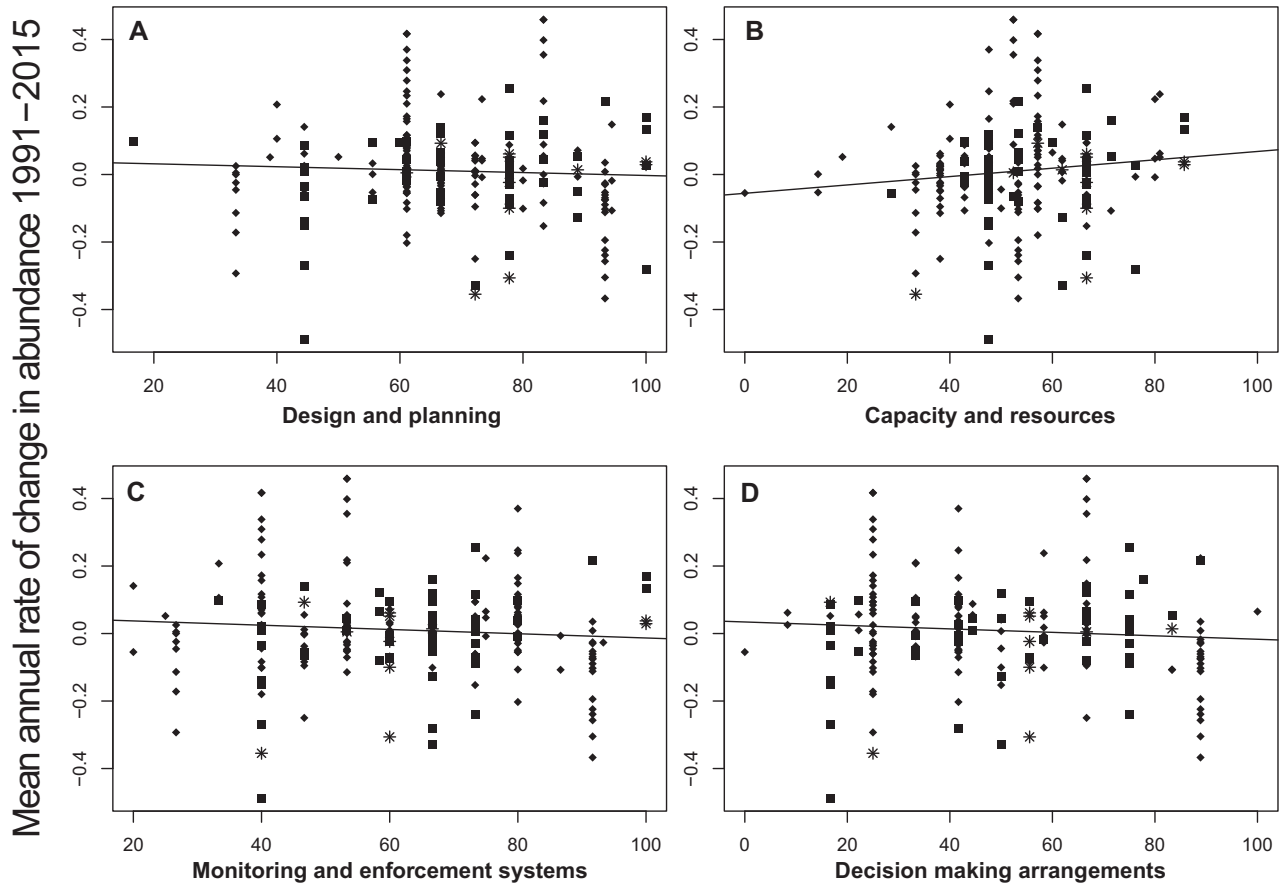 Mean annual rate of change in abundance 1991−2015
A
0.4
0.2
0.0
−0.2
−0.4
20 40 60 80 100
Design and planning
B
0.4
0.2
0.0
−0.2
−0.4
0 20 40 60 80 100
Capacity and resources
C
0.4
0.2
0.0
−0.2
−0.4
20 40 60 80 100
Monitoring and enforcement systems
D
0.4
0.2
0.0
−0.2
−0.4
0 20 40 60 80 100
Decision making arrangements